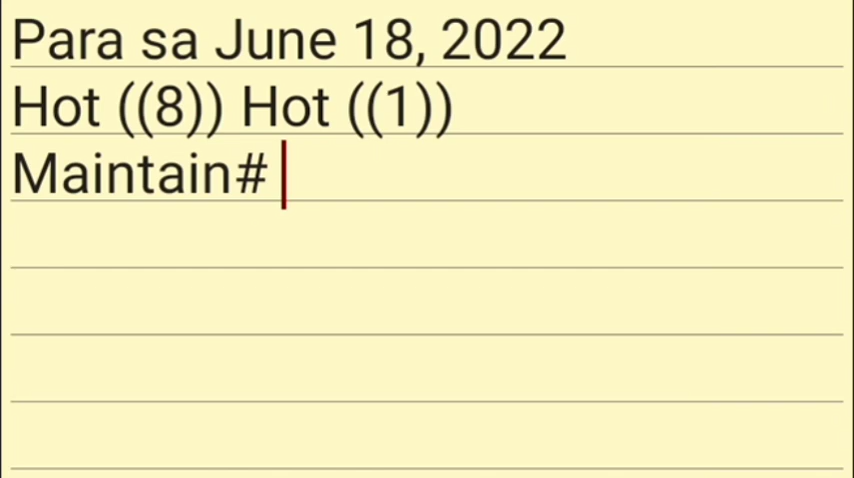 Para sa June 18, 2022
Hot ((8)) Hot ((1))
Maintain#